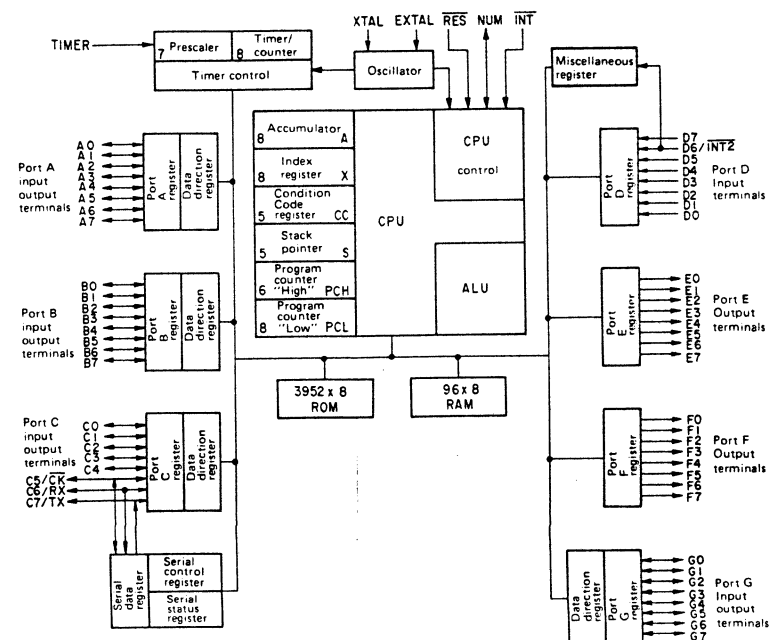 XTAL EXTAL RES NUM INT
TIMER
7 Prescaler
8 Timer/
counter
Timer control
Oscillator
Miscellaneous
register
8 Accumulator A
8 Index
register X
5 Condition
Code
register CC
5 Stack
pointer S
6 Program
counter
"High" PCH
8 Program
counter
"Low" PCL
CPU
CPU
control
ALU
3952 x 8
ROM
96 x 8
RAM
Port A
input
output
terminals
A0
A1
A2
A3
A4
A5
A6
A7
Port
A
register
Data
direction
register
Port B
input
output
terminals
B0
B1
B2
B3
B4
B5
B6
B7
Port
B
register
Data
direction
register
Port C
input
output
terminals
C0
C1
C2
C3
C4
C5/CK
C6/RX
C7/TX
Port
C
register
Data
direction
register
Serial
data
register
Serial
control
register
Serial
status
register
Port
D
register
D7
D6/INT2
D5
D4
D3
D2
D1
D0
Port D
Input
terminals
Port
E
register
E0
E1
E2
E3
E4
E5
E6
E7
Port E
Output
terminals
Port
F
register
F0
F1
F2
F3
F4
F5
F6
F7
Port F
Output
terminals
Data
direction
register
Port
G
register
G0
G1
G2
G3
G4
G5
G6
G7
Port G
Input
output
terminals